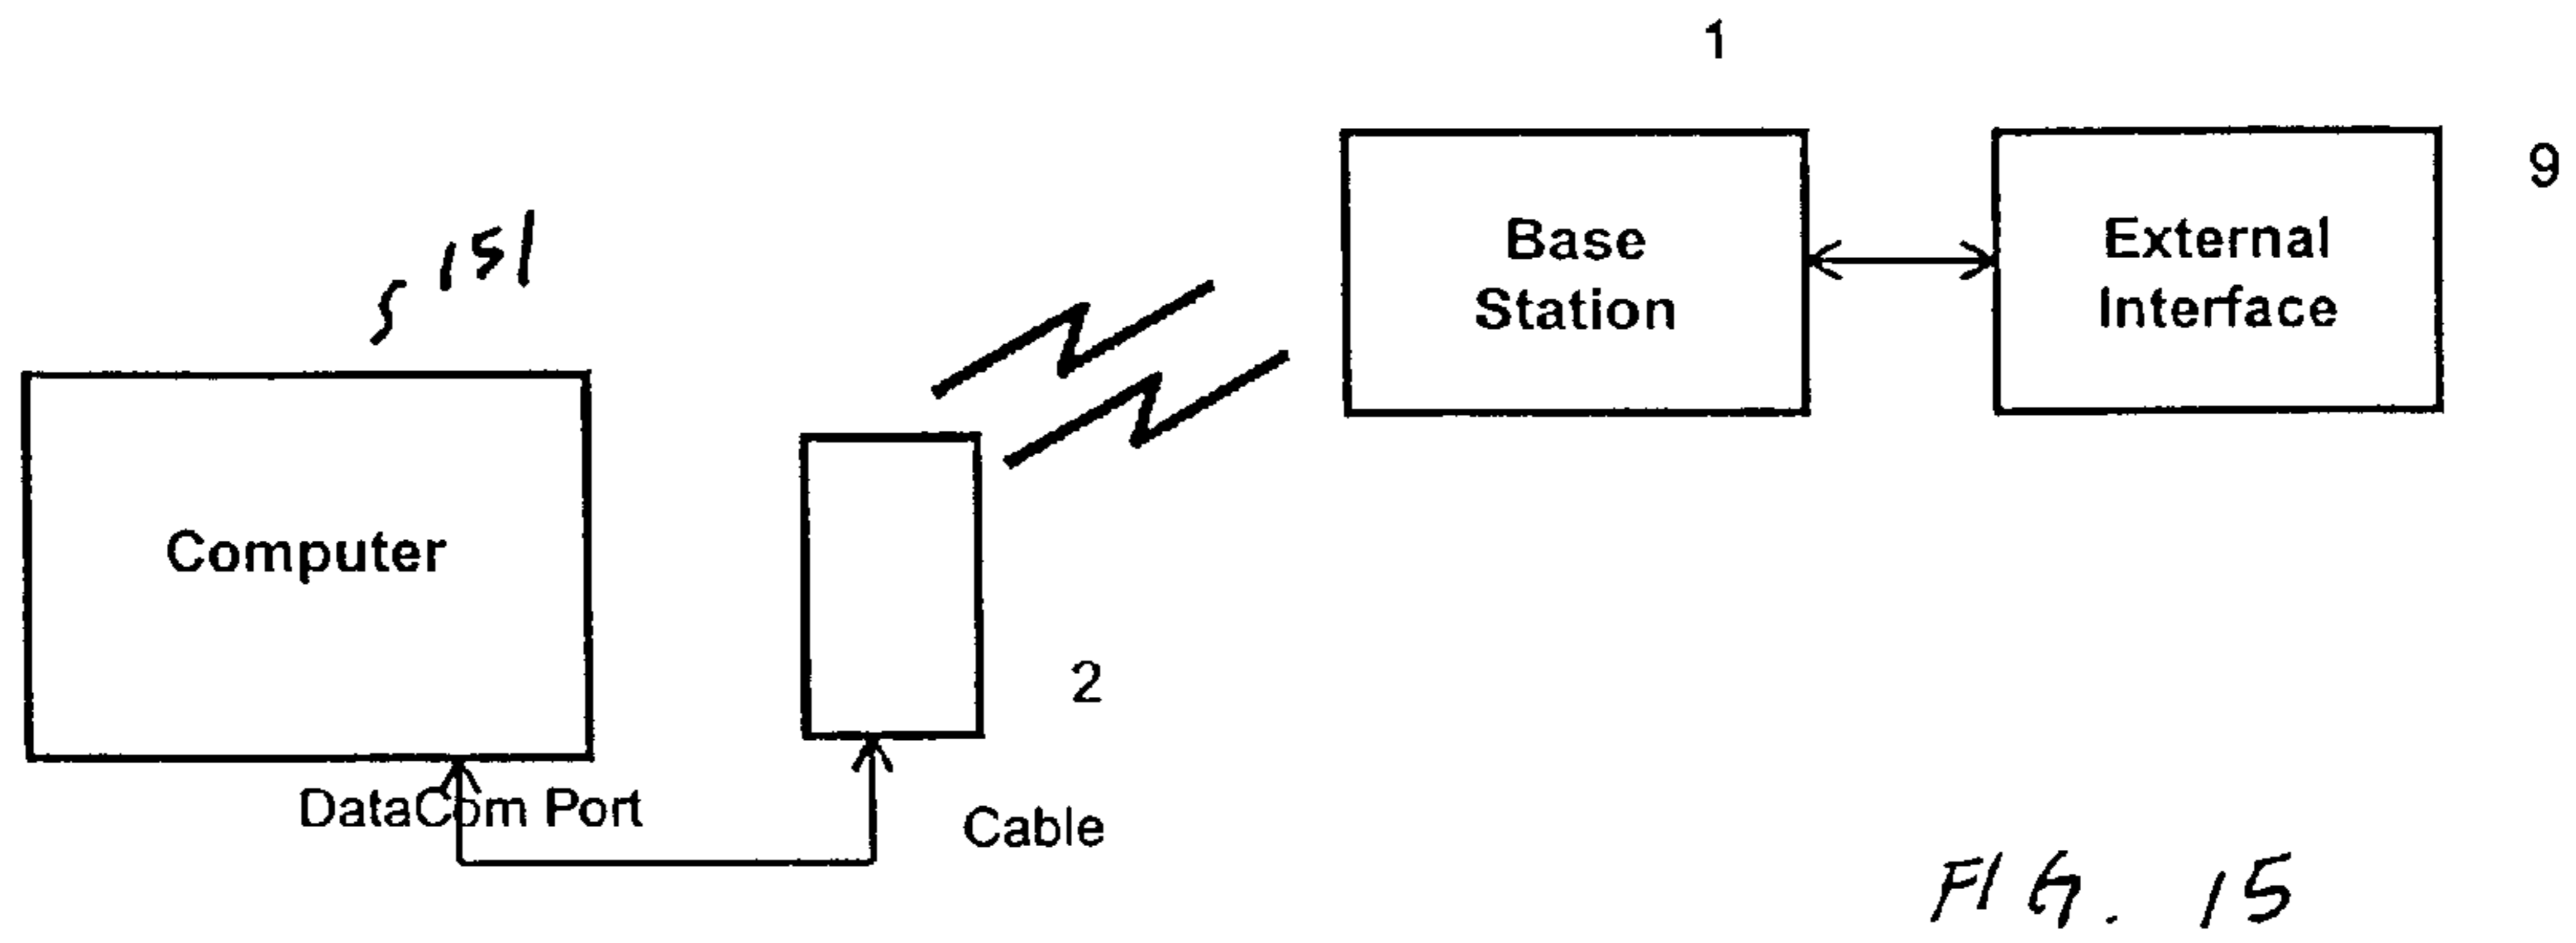 1
9
151
Base
Station
External
Interface
Computer
2
DataCom Port
Cable
FIG. 15